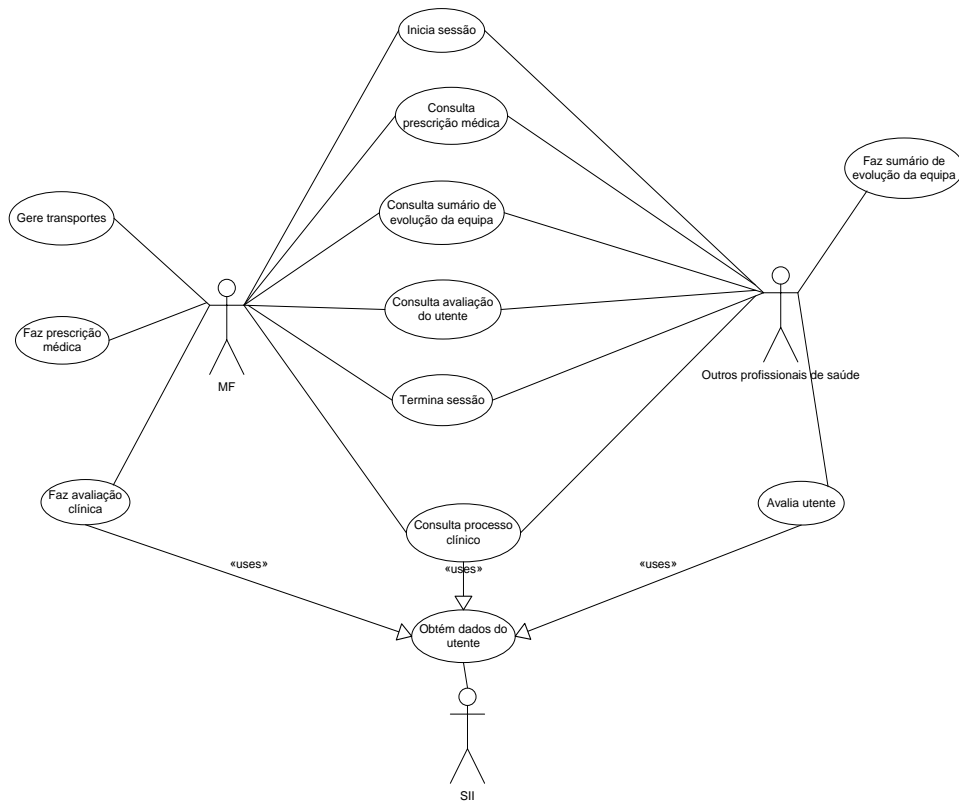 Inicia sessão
Consulta
prescrição médica
Faz sumário de
evolução da equipa
Gere transportes
Consulta sumário de
evolução da equipa
Consulta avaliação
do utente
Faz prescrição
médica
MF
Outros profissionais de saúde
Termina sessão
Faz avaliação
clínica
Consulta processo
clínico
Avalia utente
«uses»
«uses»
«uses»
Obtém dados do
utente
SII